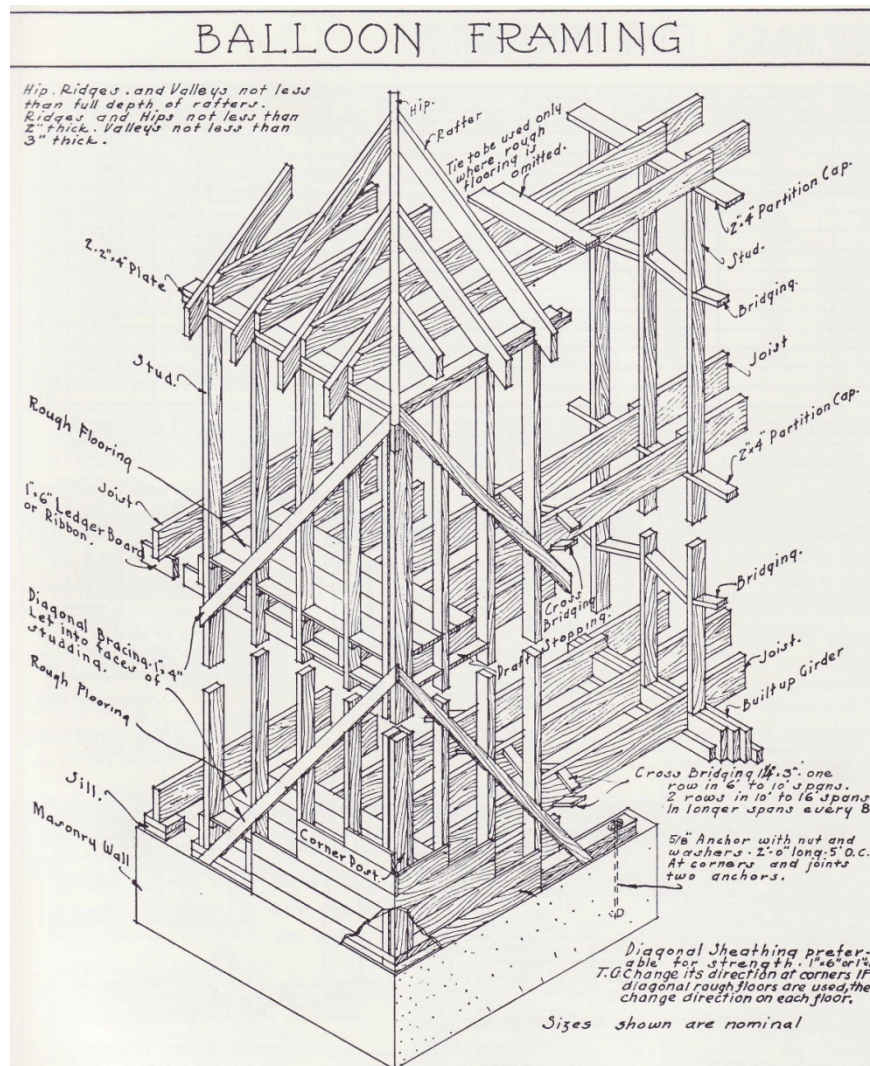 BALLOON FRAMING
Hip. Ridges. and Valleys not less
than full depth of rafters.
Ridges and Hips not less than
2" thick. Valleys not less than
3" thick.
Hip.
Rafter
Tie to be used only
where rough
flooring is
omitted.
2"x4" Partition Cap.
Stud.
Bridging.
2-2"x4" Plate
Stud.
Joist
Rough Flooring
2"x4" Partition Cap.
Joist
1"x6" Ledger Board
or Ribbon.
Bridging.
Cross
Bridging
Draft Stopping.
Diagonal Bracing. 1"x4"
Let into faces of
studding.
Joist.
Built up Girder
Rough Flooring
Sill.
Cross Bridging 1¼"x3". one
row in 6' to 10' spans.
2 rows in 10' to 16' spans
In longer spans every 8
Masonry Wall
Corner Post.
5/8" Anchor with nut and
washers. 2'-0" long. 5' O.C.
At corners and joints
two anchors.
Diagonal Sheathing prefer-
able for strength. 1"x6" or 1"x
T.G. Change its direction at corners IF
diagonal rough floors are used, the
change direction on each floor.
Sizes shown are nominal